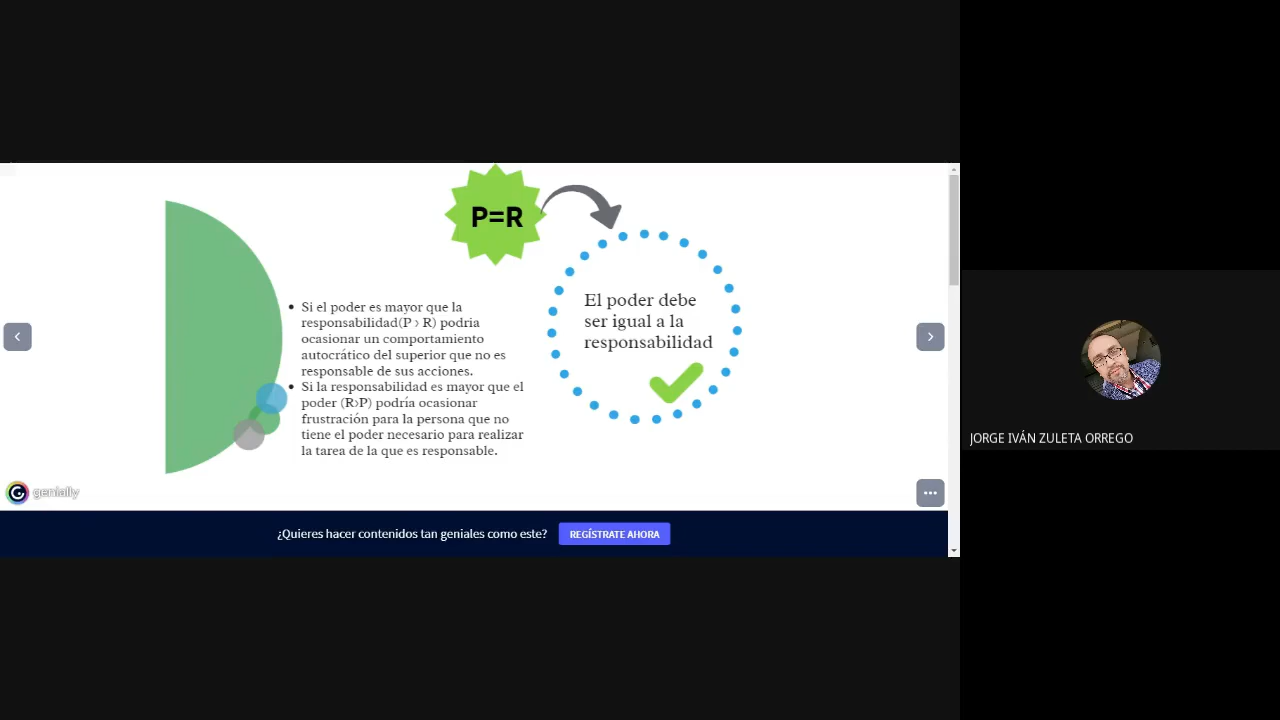 P=R
Si el poder es mayor que la
responsabilidad(P > R) podria
ocasionar un comportamiento
autocrático del superior que no es
responsable de sus acciones.
Si la responsabilidad es mayor que el
poder (R>P) podría ocasionar
frustración para la persona que no
tiene el poder necesario para realizar
la tarea de la que es responsable.
El poder debe
ser igual a la
responsabilidad
genially
¿Quieres hacer contenidos tan geniales como este?
REGÍSTRATE AHORA
JORGE IVÁN ZULETA ORREGO